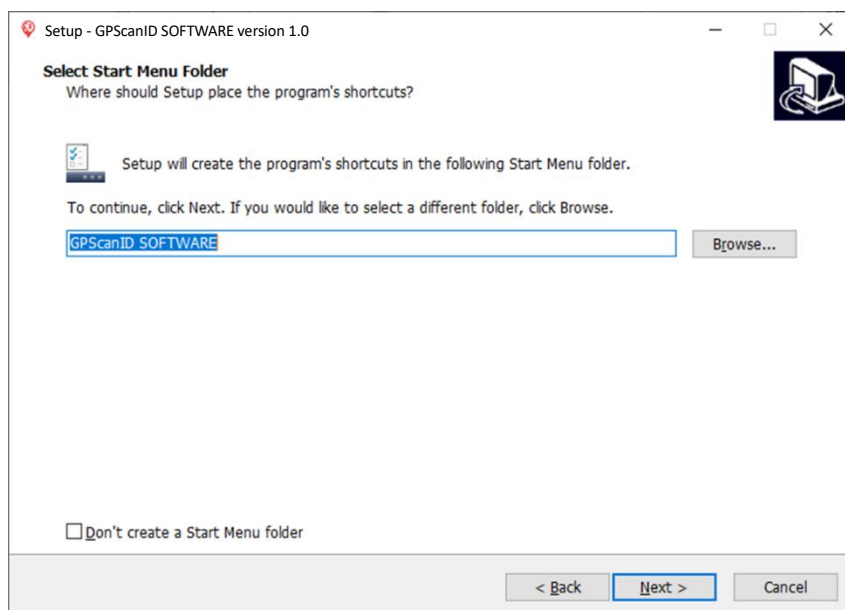 Setup - GPScanID SOFTWARE version 1.0
Select Start Menu Folder
Where should Setup place the program's shortcuts?
Setup will create the program's shortcuts in the following Start Menu folder.
To continue, click Next. If you would like to select a different folder, click Browse.
GPScanID SOFTWARE
Browse...
Don't create a Start Menu folder
< Back
Next >
Cancel